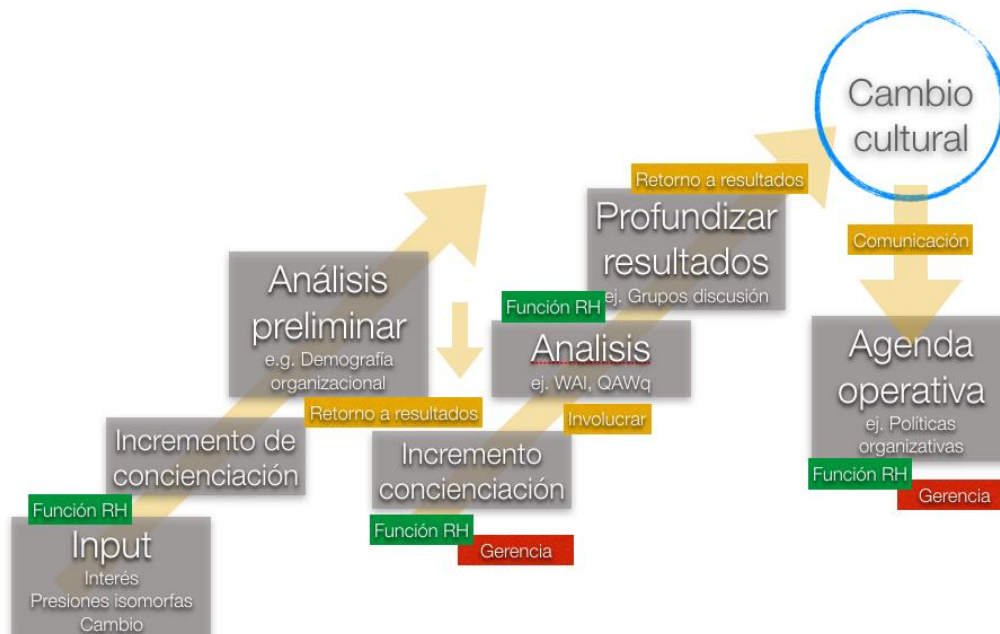 Cambio
cultural
Comunicación
Agenda
operativa
ej. Políticas
organizativas
Función RH
Gerencia
Retorno a resultados
Profundizar
resultados
ej. Grupos discusión
Función RH
Analisis
ej. WAI, QAWq
Involucrar
Incremento
concienciación
Función RH
Gerencia
Análisis
preliminar
e.g. Demografía
organizacional
Retorno a resultados
Incremento de
concienciación
Función RH
Input
Interés
Presiones isomorfas
Cambio